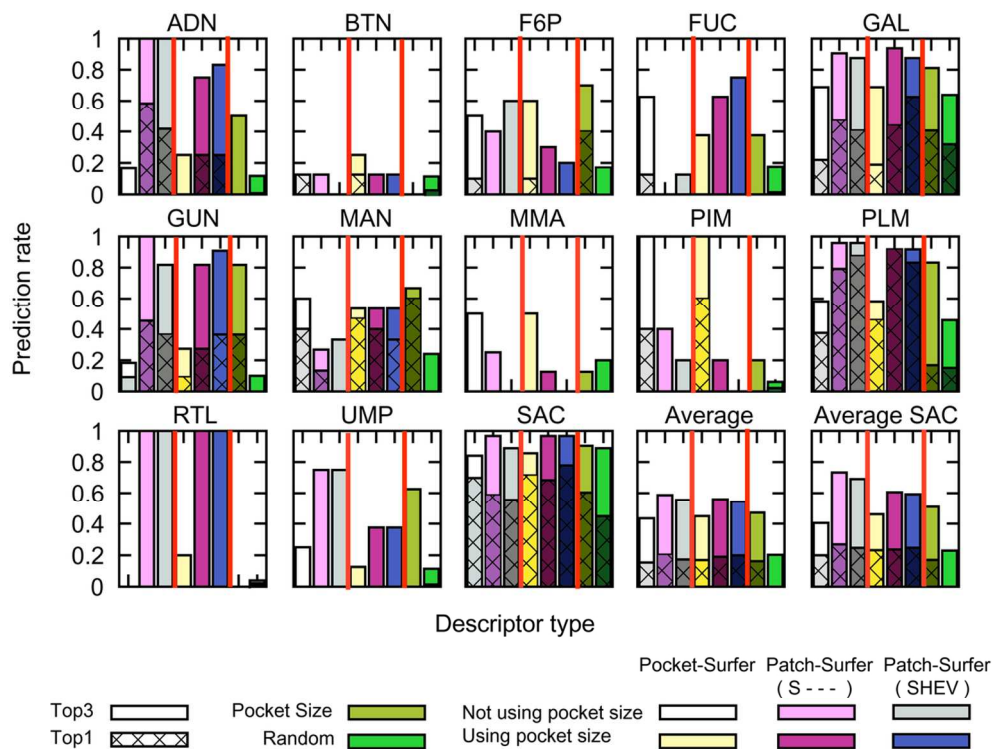 ADN BTN F6P FUC GAL
1
0.8
0.6
0.4
0.2
0
GUN MAN MMA PIM PLM
1
0.8
0.6
0.4
0.2
0
Prediction rate
RTL UMP SAC Average Average SAC
1
0.8
0.6
0.4
0.2
0
Descriptor type
Pocket-Surfer Patch-Surfer Patch-Surfer
( S - - - ) ( SHEV )
Top3 Pocket Size Not using pocket size
Top1 Random Using pocket size